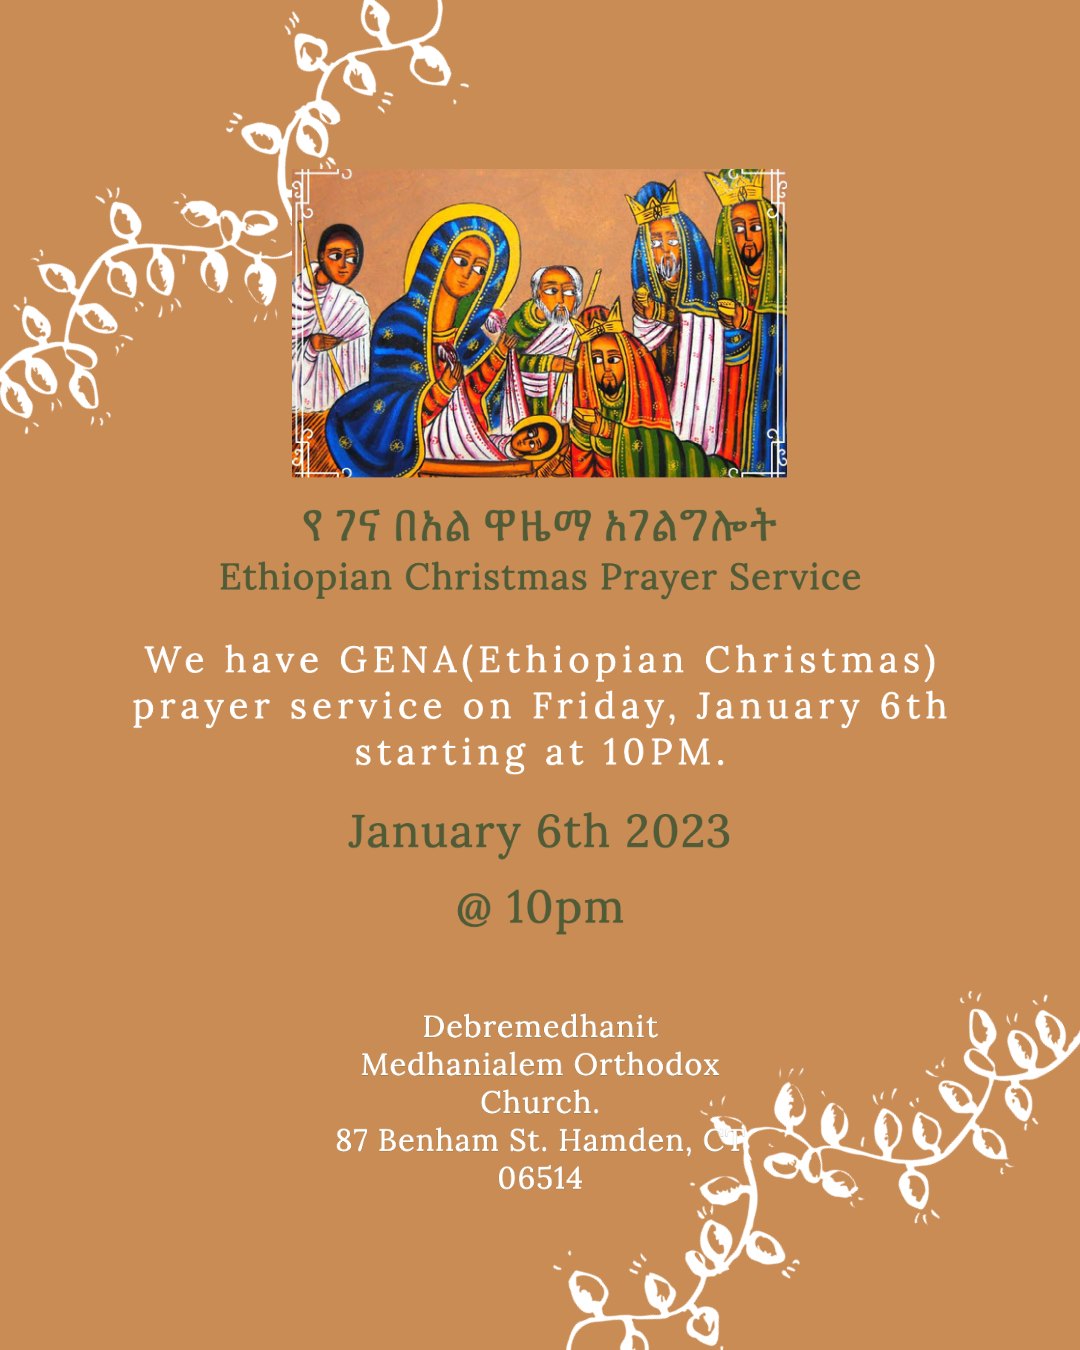 የ ገና በአል ዋዜማ አገልግሎት
Ethiopian Christmas Prayer Service
We have GENA(Ethiopian Christmas)
prayer service on Friday, January 6th
starting at 10PM.
January 6th 2023
@ 10pm
Debremedhanit
Medhanialem Orthodox
Church.
87 Benham St. Hamden, CT
06514